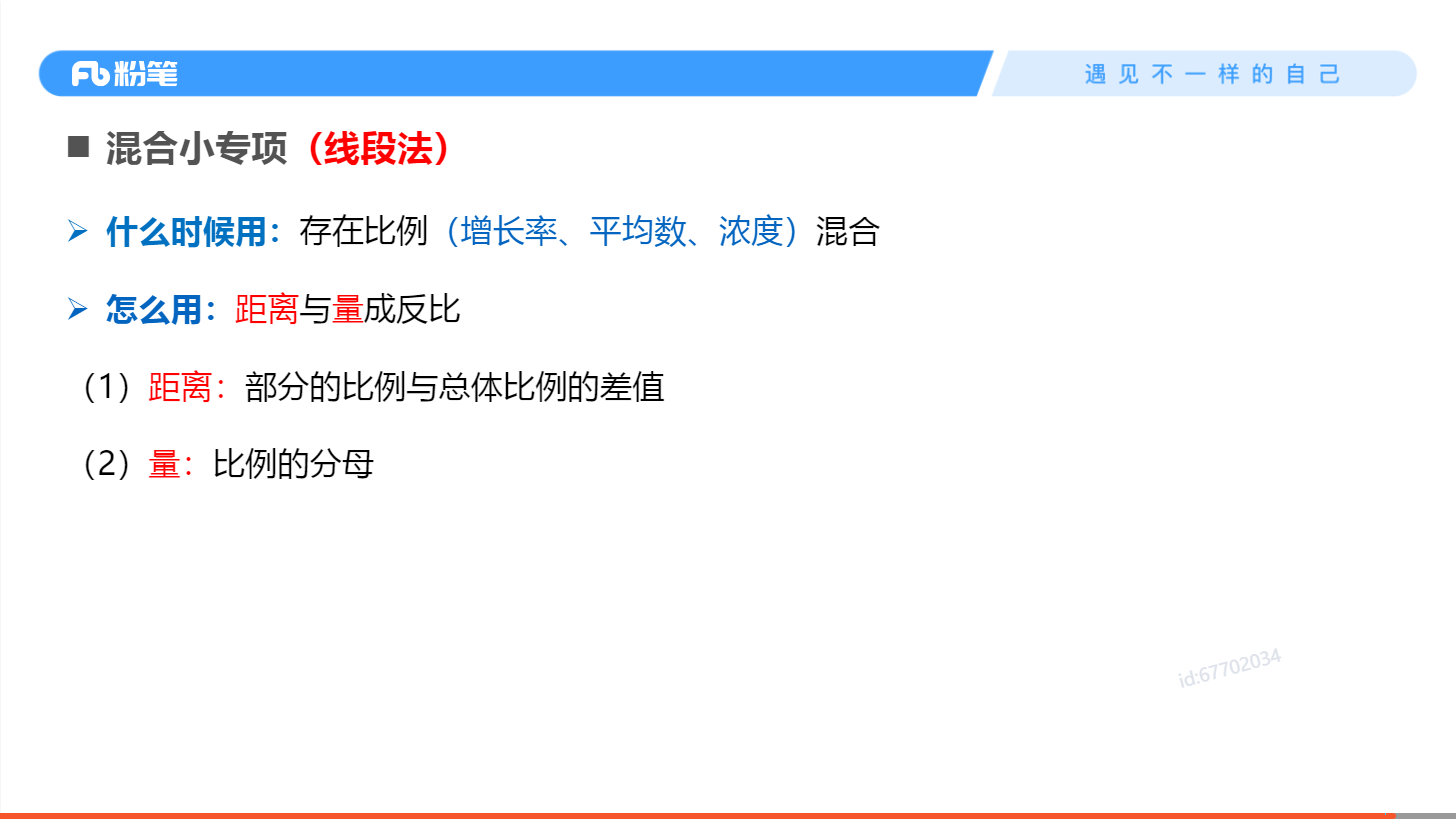 粉笔
遇见不一样的自己
混合小专项（线段法）
什么时候用：存在比例（增长率、平均数、浓度）混合
怎么用：距离与量成反比
（1）距离：部分的比例与总体比例的差值
（2）量：比例的分母
id:67702034